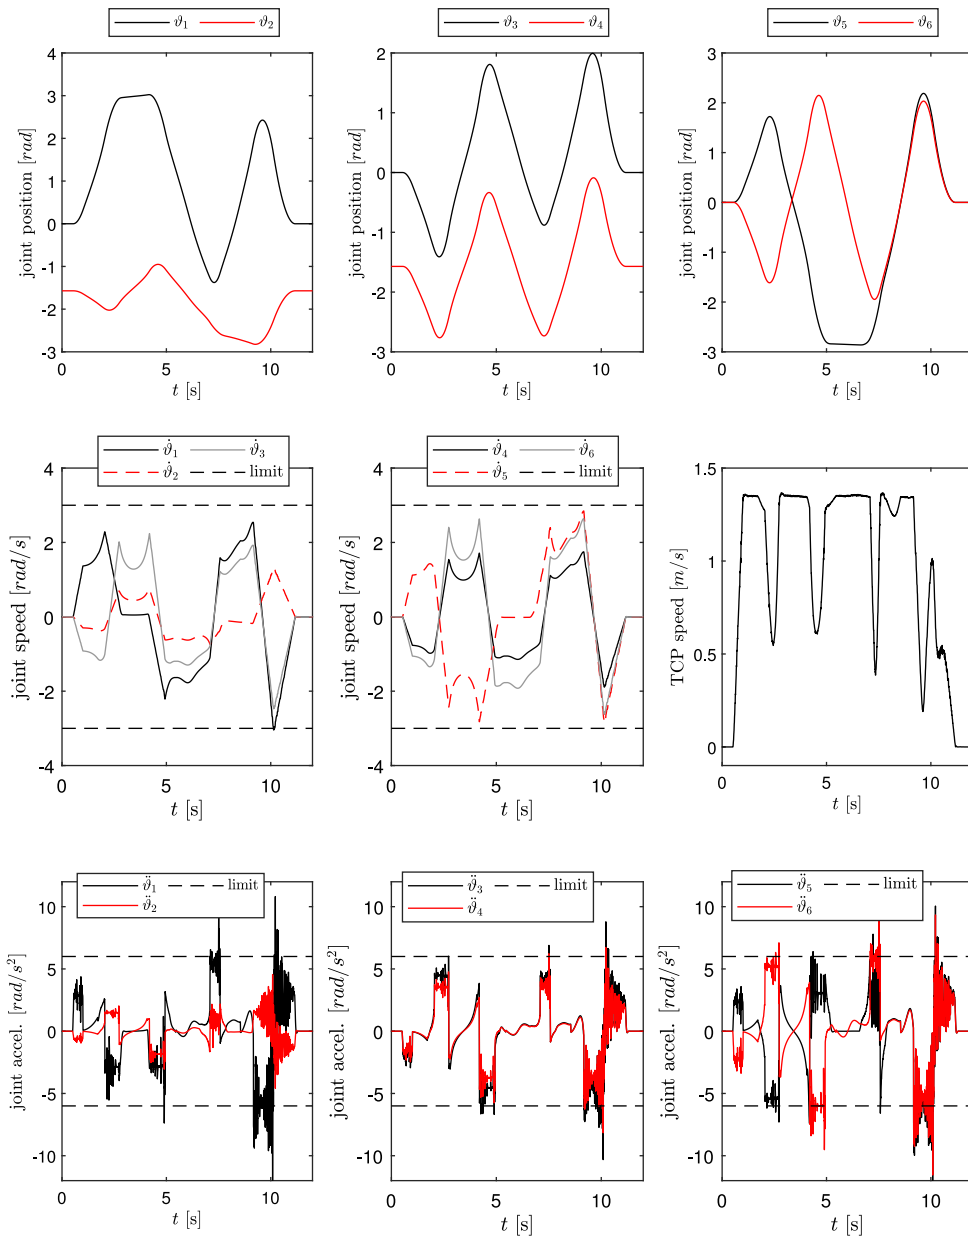 ϑ1 ϑ2
ϑ3 ϑ4
ϑ5 ϑ6
joint position [rad]
4
3
2
1
0
-1
-2
-3
0 5 10
t [s]
joint position [rad]
2
1
0
-1
-2
-3
0 5 10
t [s]
joint position [rad]
3
2
1
0
-1
-2
-3
0 5 10
t [s]
ϑ̇1 ϑ̇3
ϑ̇2 limit
joint speed [rad/s]
4
2
0
-2
-4
0 5 10
t [s]
ϑ̇4 ϑ̇6
ϑ̇5 limit
joint speed [rad/s]
4
2
0
-2
-4
0 5 10
t [s]
TCP speed [m/s]
1.5
1
0.5
0
0 5 10
t [s]
ϑ̈1 limit
ϑ̈2
joint accel. [rad/s²]
10
5
0
-5
-10
0 5 10
t [s]
ϑ̈3 limit
ϑ̈4
joint accel. [rad/s²]
10
5
0
-5
-10
0 5 10
t [s]
ϑ̈5 limit
ϑ̈6
joint accel. [rad/s²]
10
5
0
-5
-10
0 5 10
t [s]